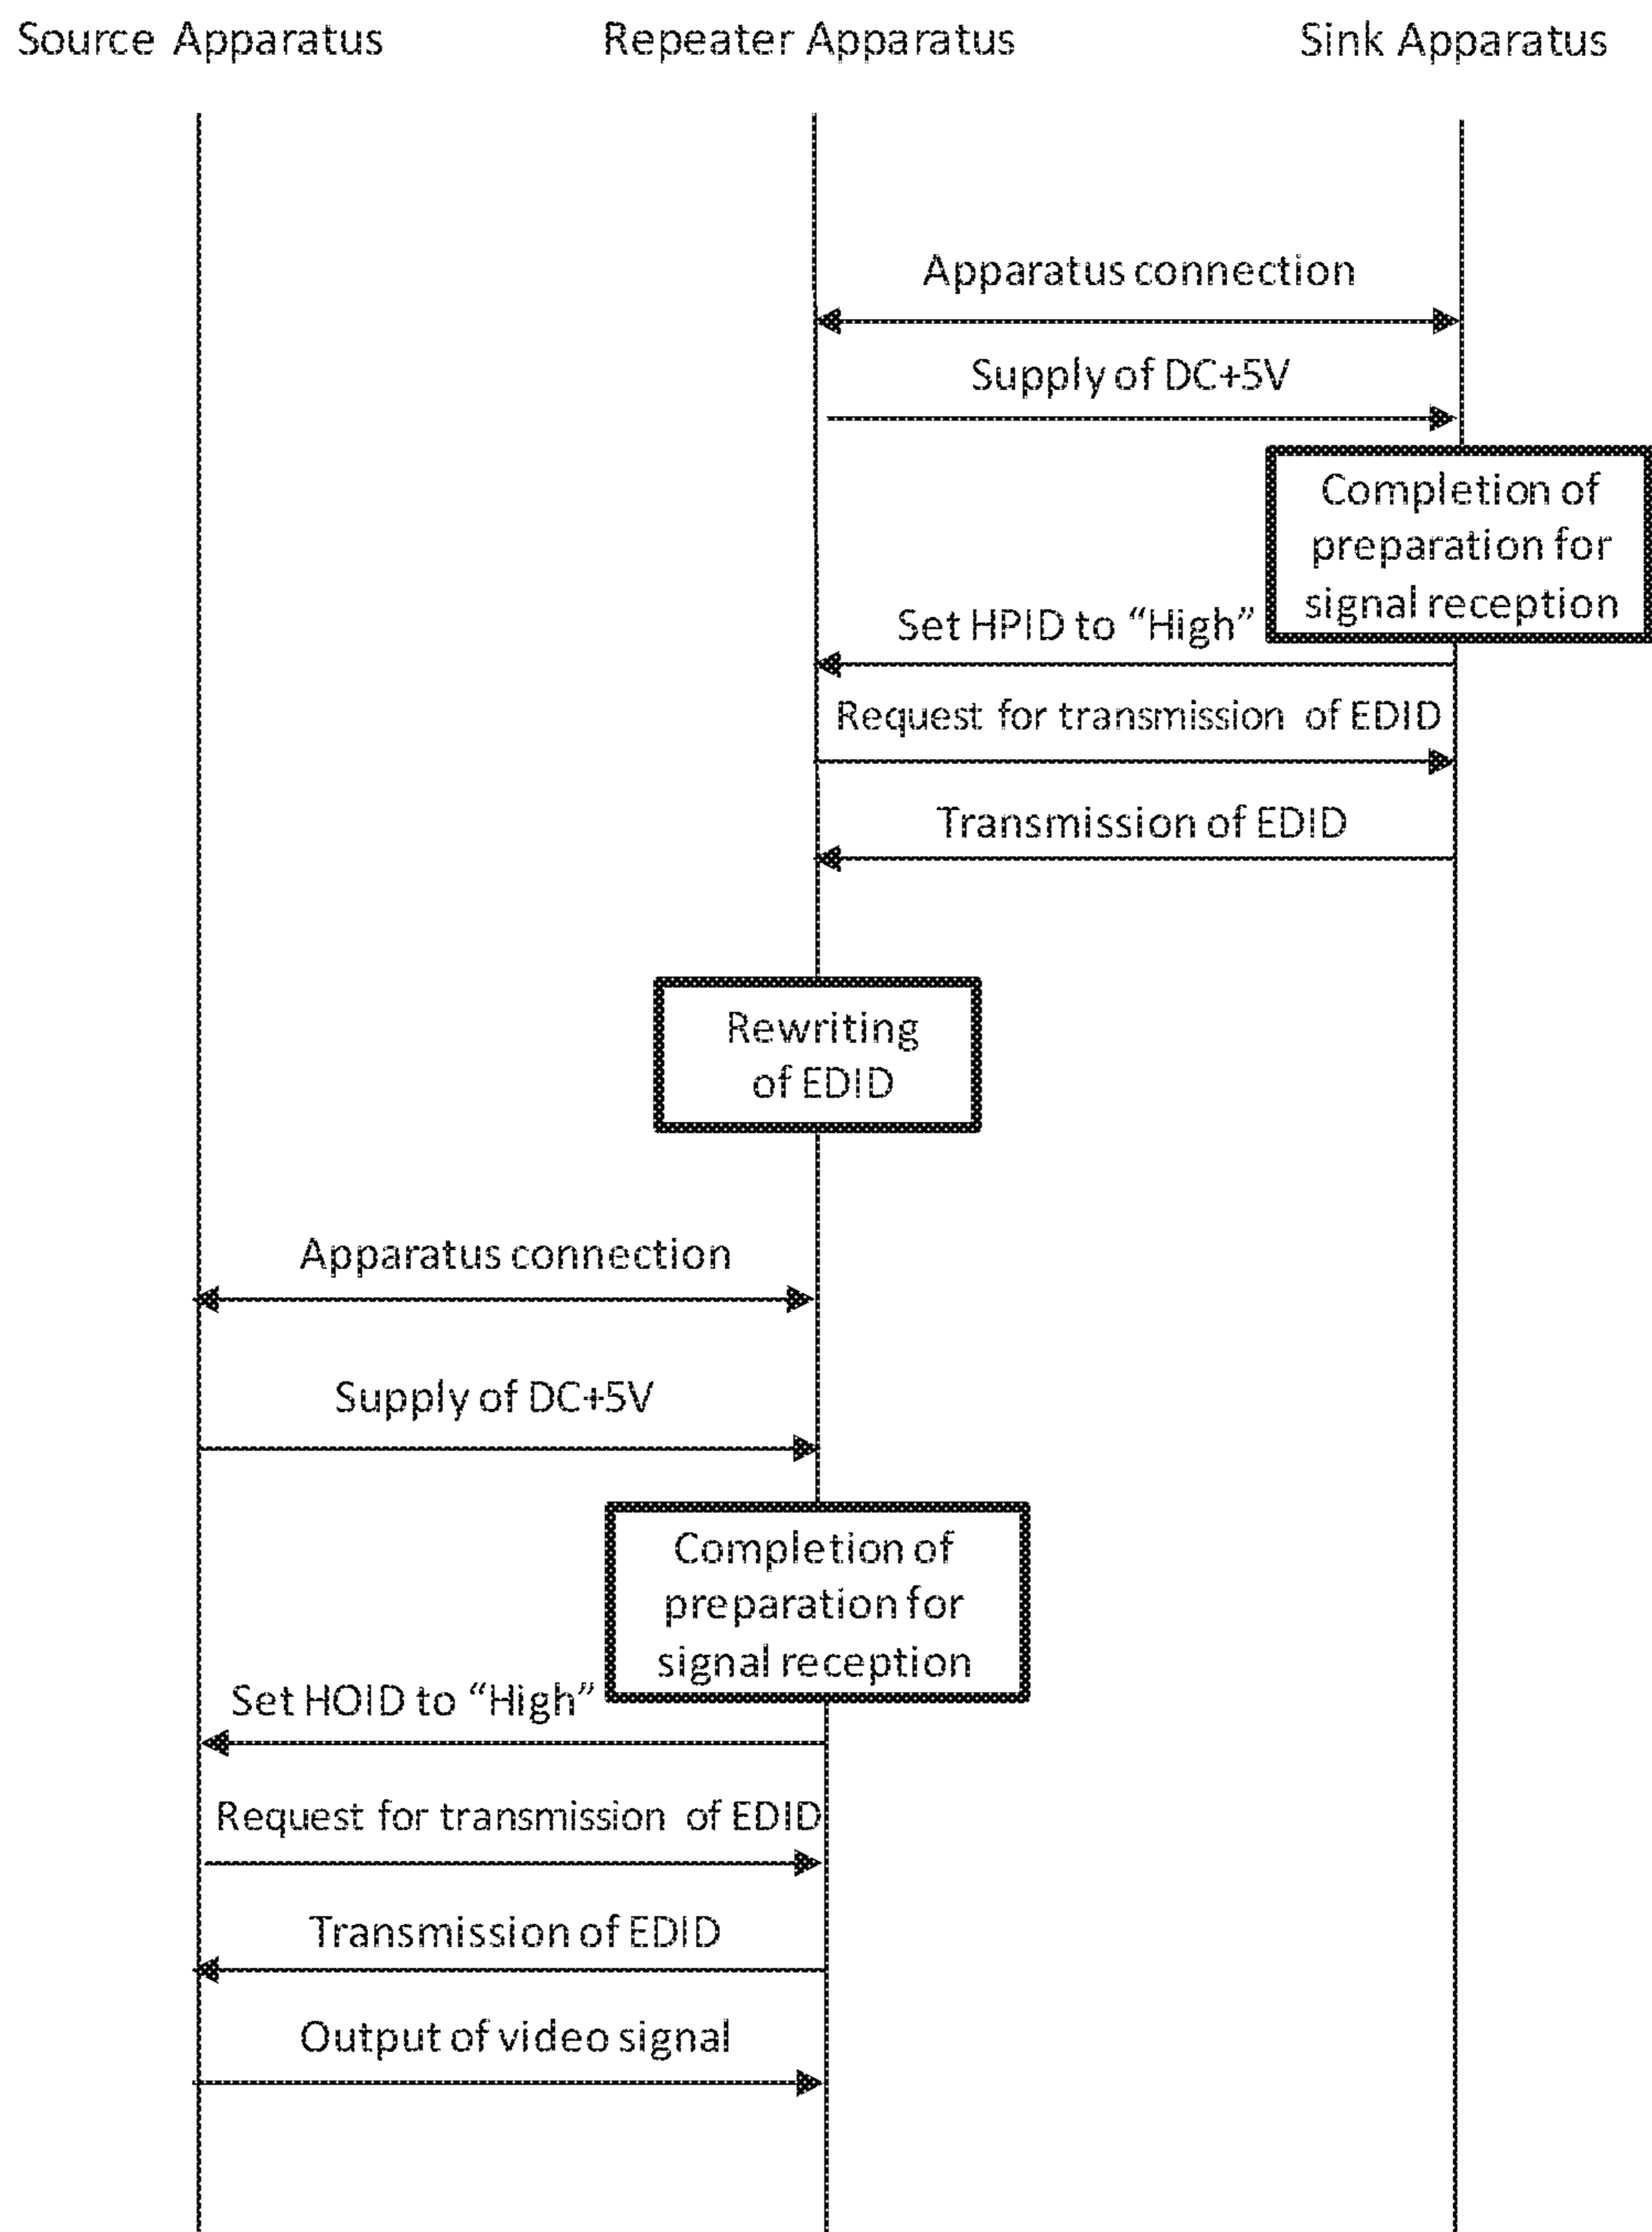 Source Apparatus
Repeater Apparatus
Sink Apparatus
Apparatus connection
Supply of DC+5V
Completion of
preparation for
signal reception
Set HPID to “High”
Request for transmission of EDID
Transmission of EDID
Rewriting
of EDID
Apparatus connection
Supply of DC+5V
Completion of
preparation for
signal reception
Set HOID to “High”
Request for transmission of EDID
Transmission of EDID
Output of video signal